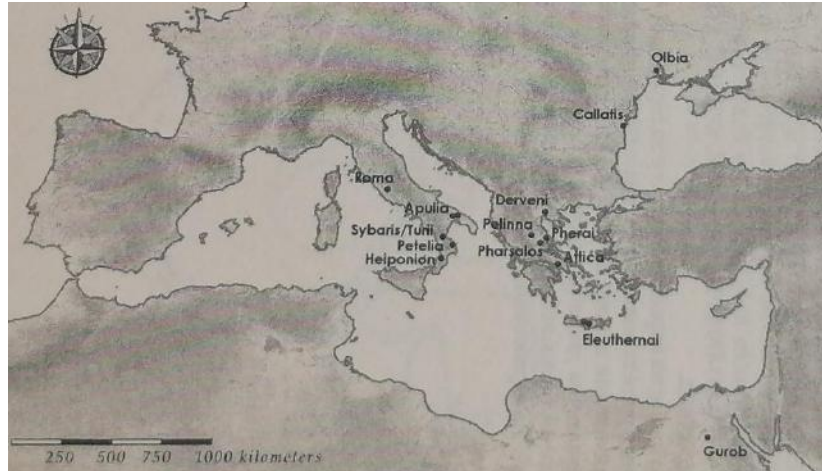 Olbia
Callatis
Roma
Derveni
Apulia
Pelinna
Pherai
Sybaris/Turii
Petelia
Pharsalos
Attica
Heiponion
Eleuthernai
250 500 750 1000 kilometers
Gurob